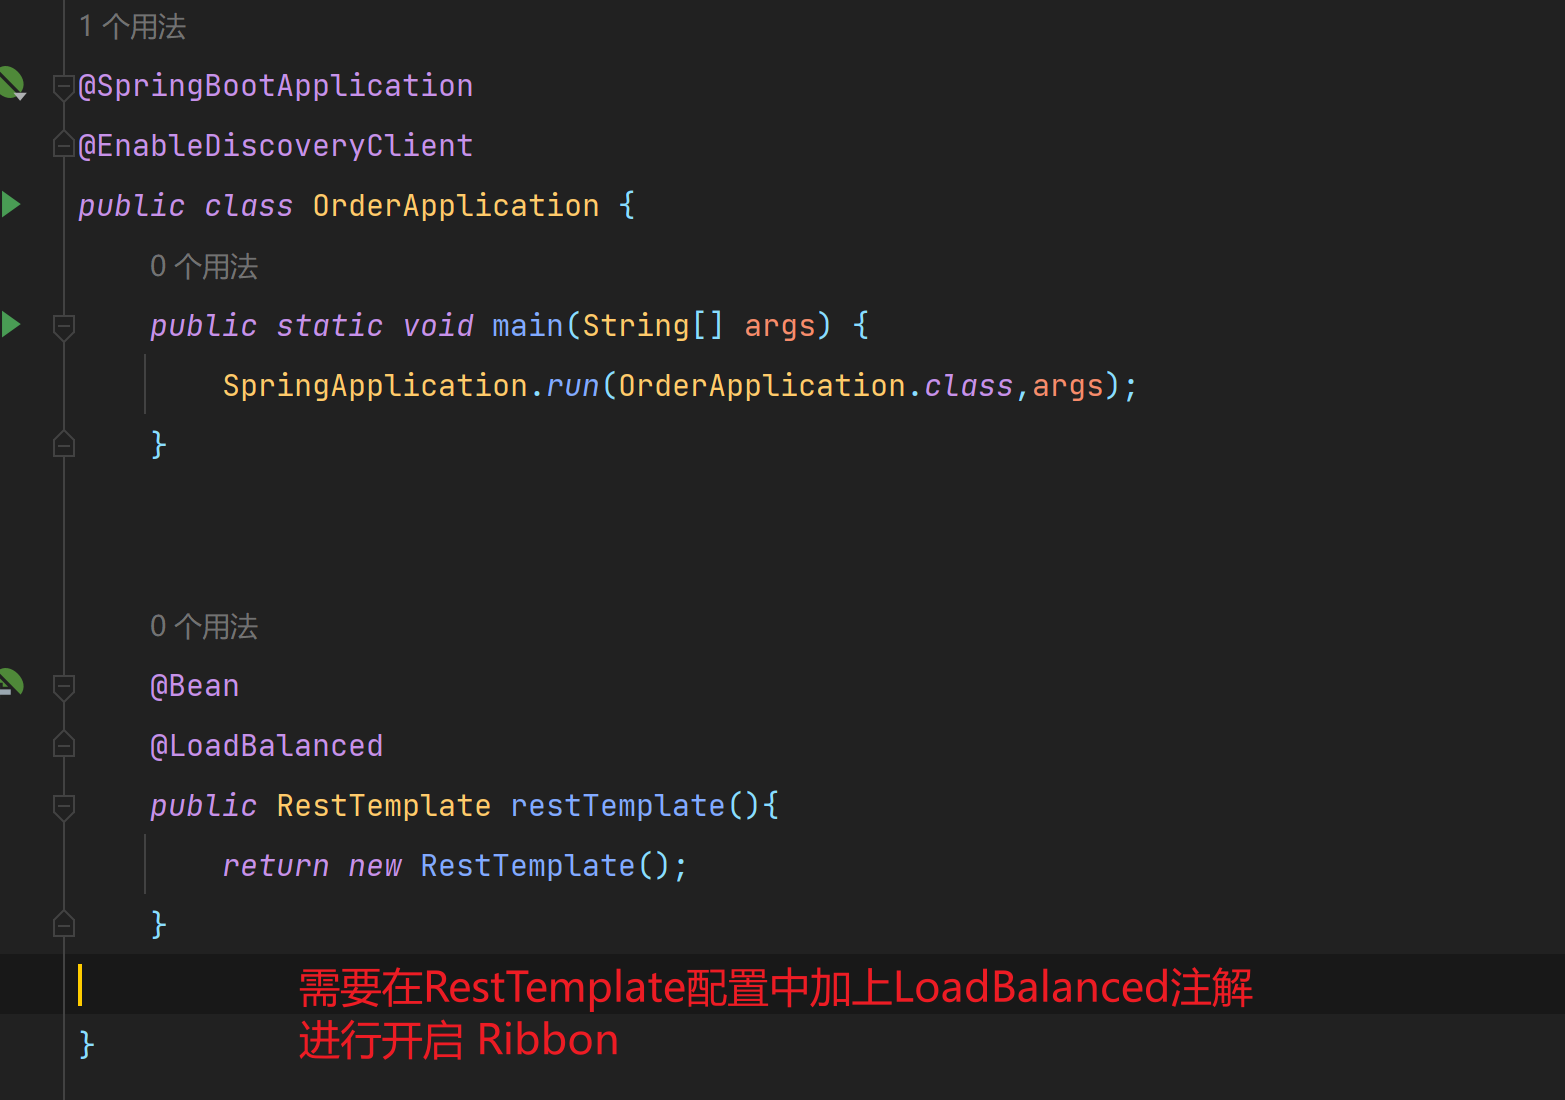 1 个用法
@SpringBootApplication
@EnableDiscoveryClient
public class OrderApplication {
0 个用法
public static void main(String[] args) {
SpringApplication.run(OrderApplication.class,args);
}
0 个用法
@Bean
@LoadBalanced
public RestTemplate restTemplate(){
return new RestTemplate();
}
需要在RestTemplate配置中加上LoadBalanced注解
进行开启 Ribbon
}